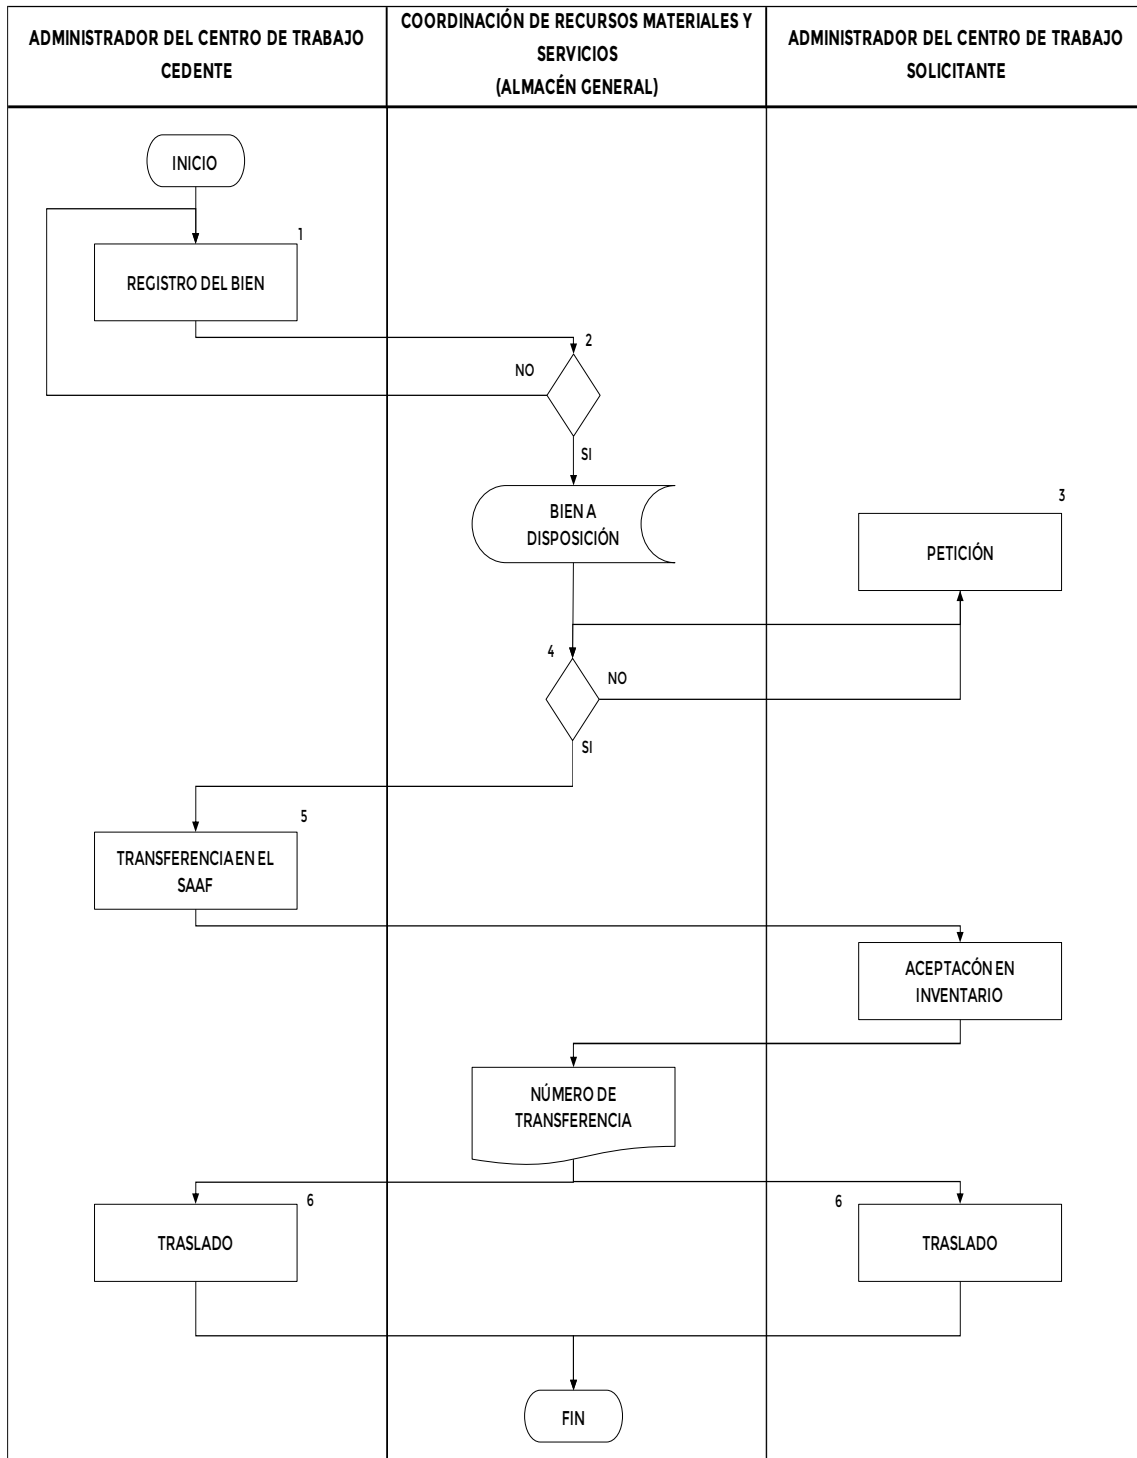 ADMINISTRADOR DEL CENTRO DE TRABAJO
CEDENTE
COORDINACIÓN DE RECURSOS MATERIALES Y
SERVICIOS
(ALMACÉN GENERAL)
ADMINISTRADOR DEL CENTRO DE TRABAJO
SOLICITANTE
INICIO
1
REGISTRO DEL BIEN
2
NO
SI
BIEN A
DISPOSICIÓN
3
PETICIÓN
4
NO
SI
5
TRANSFERENCIA EN EL
SAAF
ACEPTACÓN EN
INVENTARIO
NÚMERO DE
TRANSFERENCIA
6
TRASLADO
6
TRASLADO
FIN